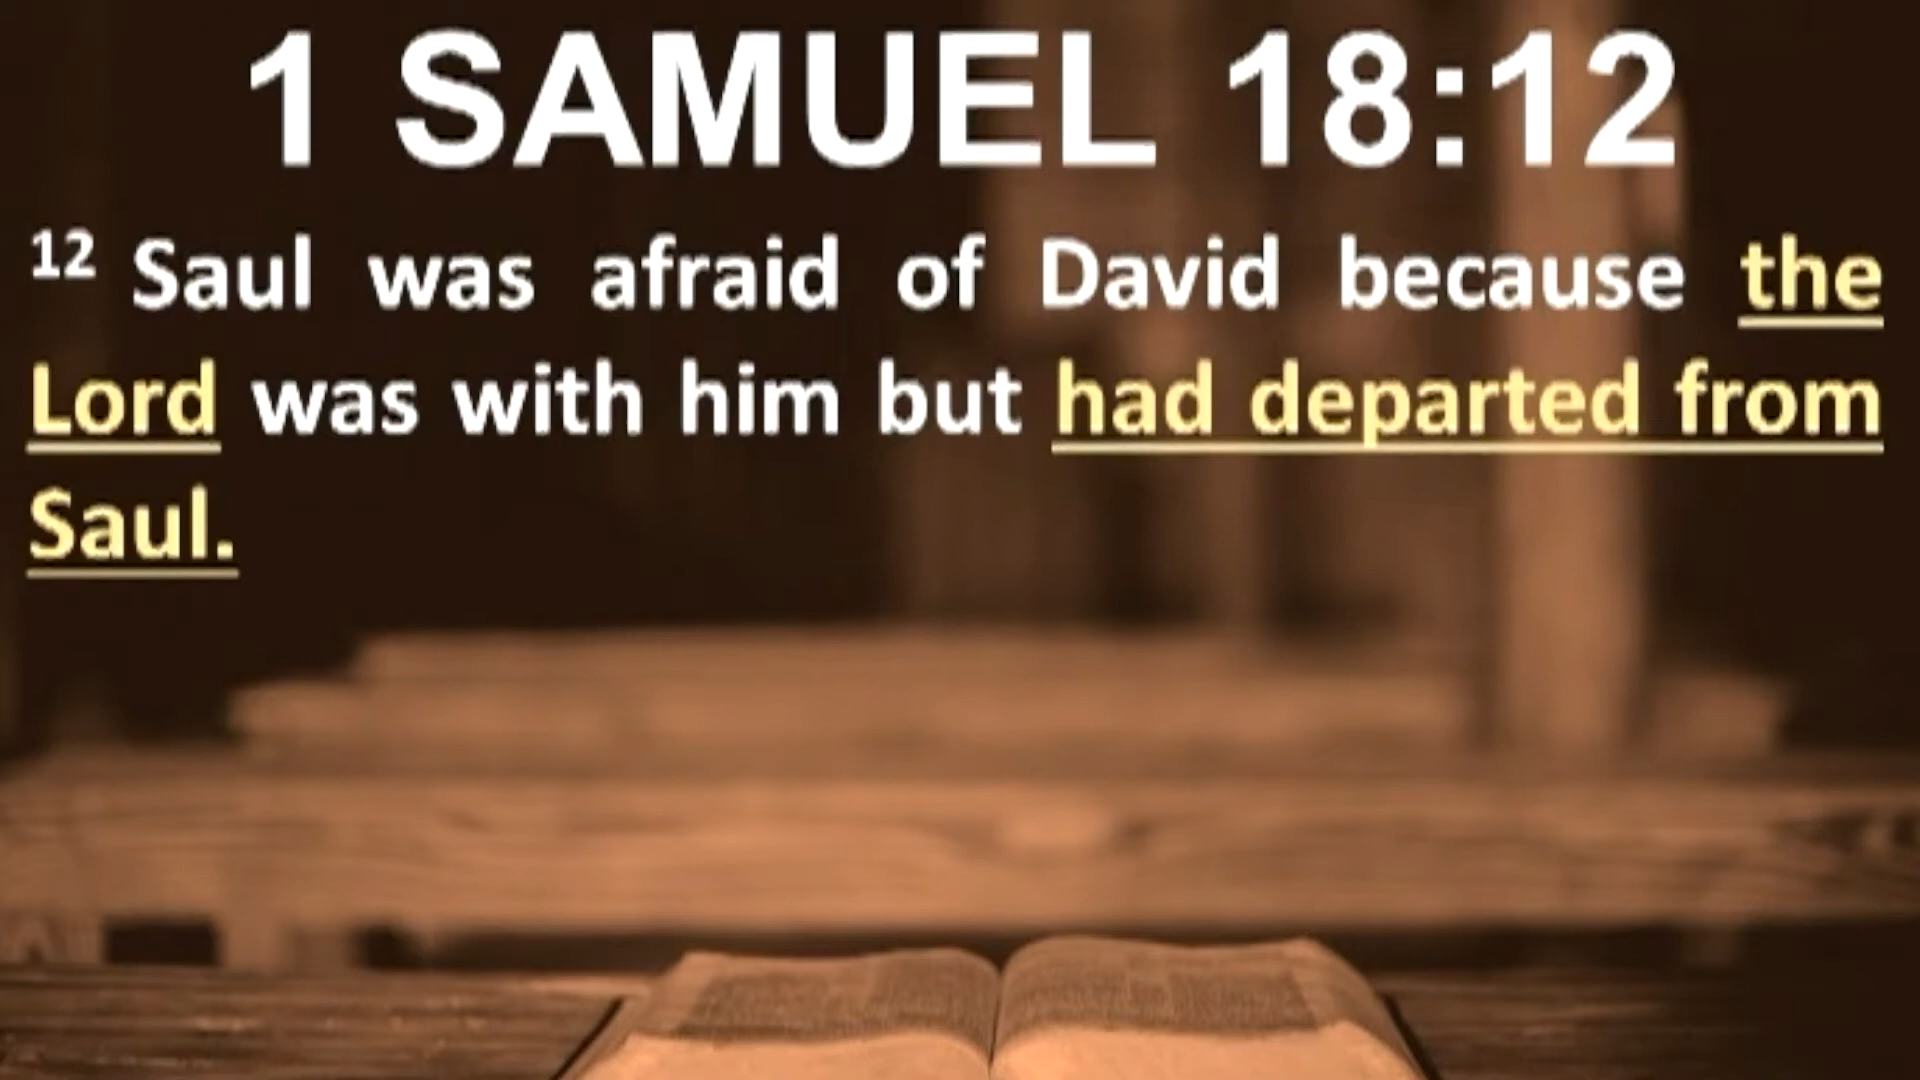 1 SAMUEL 18:12
12 Saul was afraid of David because the
Lord was with him but had departed from
Saul.